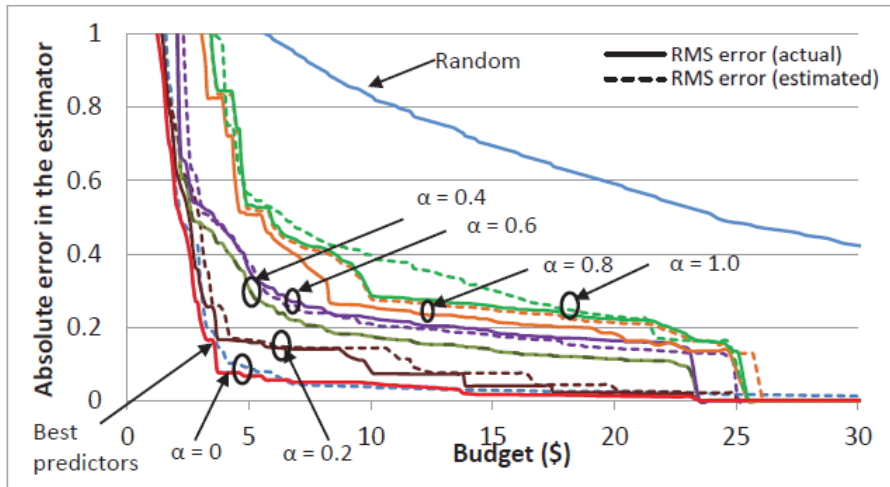 Absolute error in the estimator
1
0.8
0.6
0.4
0.2
0
Random
RMS error (actual)
RMS error (estimated)
α = 0.4
α = 0.6
α = 0.8
α = 1.0
Best
predictors
α = 0
α = 0.2
0 5 10 15 20 25 30
Budget ($)